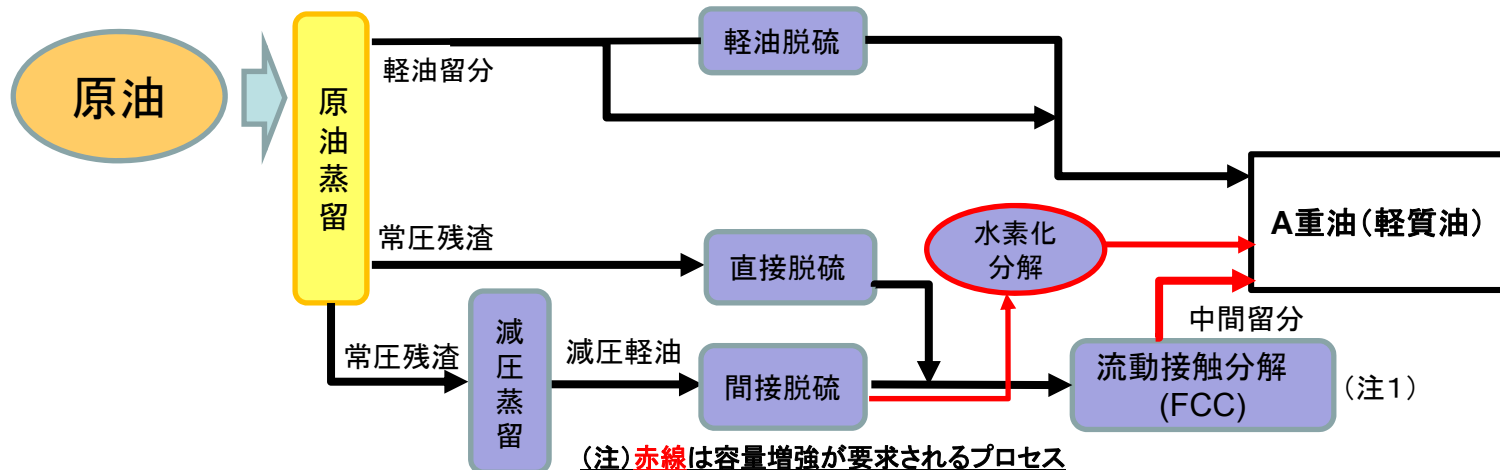 原油
原油蒸留
軽油留分
軽油脱硫
常圧残渣
直接脱硫
水素化
分解
A重油(軽質油)
中間留分
常圧残渣
減圧蒸留
減圧軽油
間接脱硫
流動接触分解
(FCC)
(注1)
(注)赤線は容量増強が要求されるプロセス